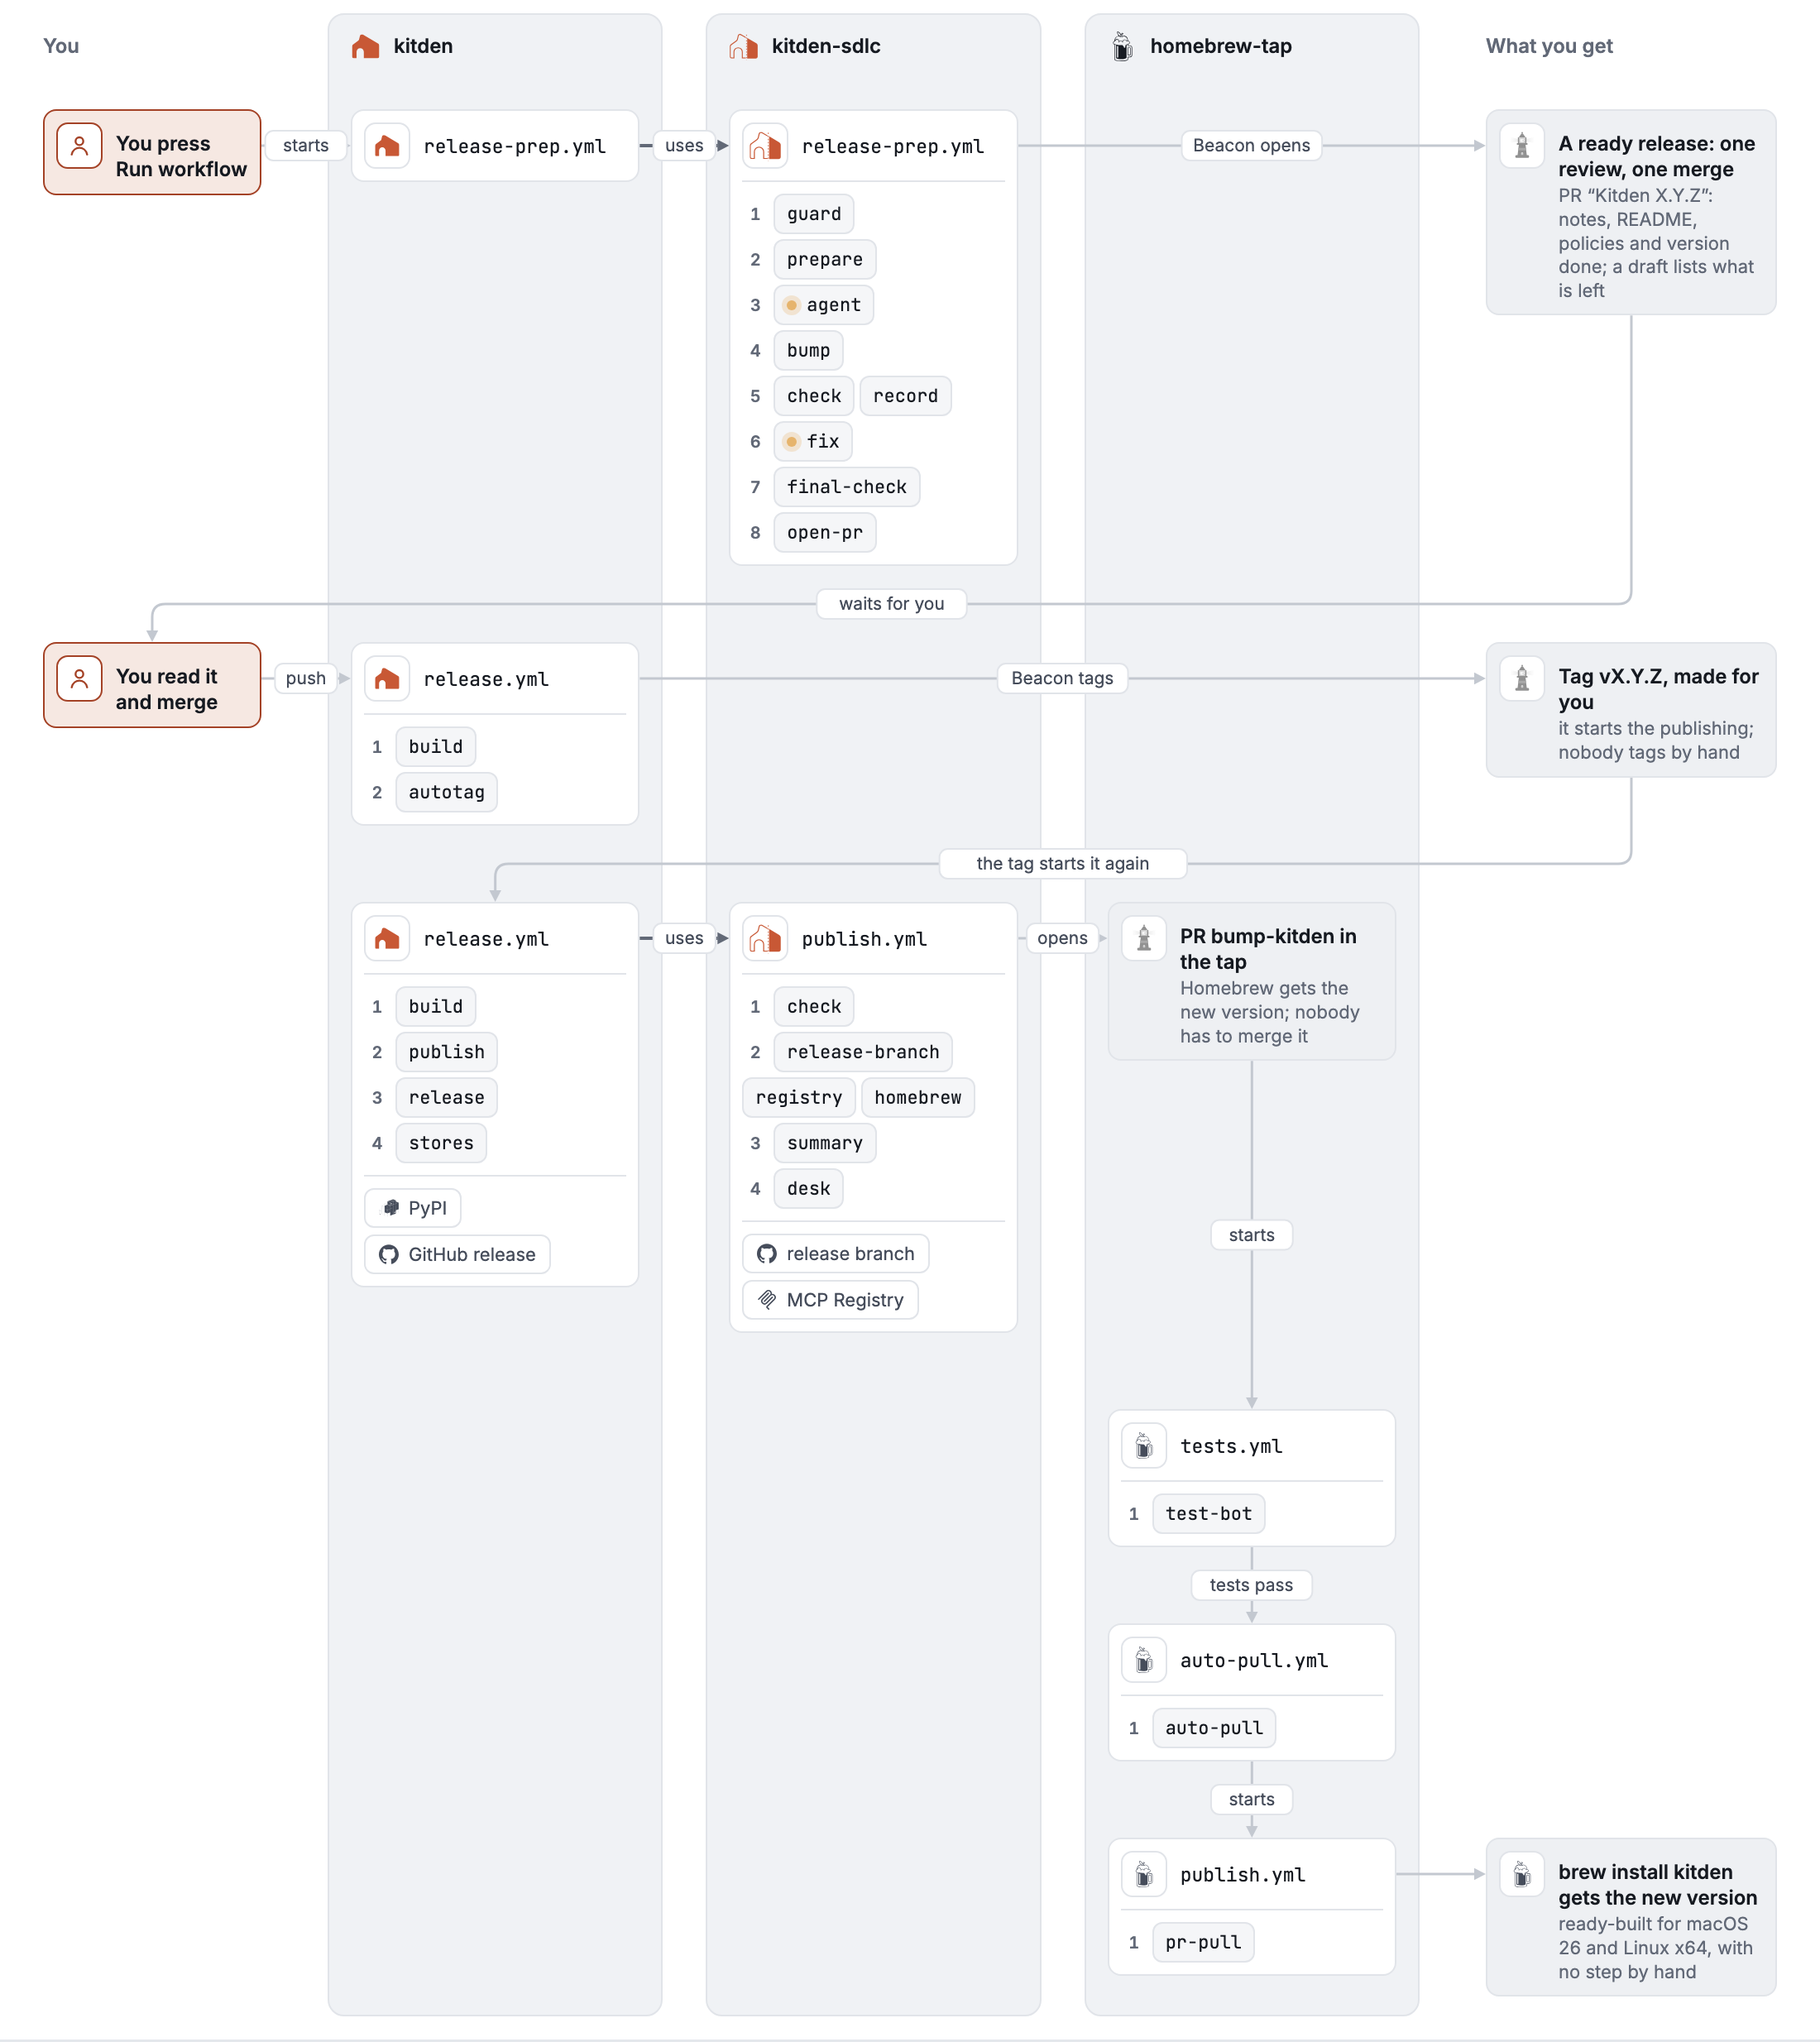 You
kitden
kitden-sdlc
homebrew-tap
What you get
You press
Run workflow
starts
release-prep.yml
uses
release-prep.yml
1 guard
2 prepare
3 agent
4 bump
5 check record
6 fix
7 final-check
8 open-pr
Beacon opens
A ready release: one
review, one merge
PR “Kitden X.Y.Z”:
notes, README,
policies and version
done; a draft lists what
is left
waits for you
You read it
and merge
push
release.yml
1 build
2 autotag
Beacon tags
Tag vX.Y.Z, made for
you
it starts the publishing;
nobody tags by hand
the tag starts it again
release.yml
1 build
2 publish
3 release
4 stores
PyPI
GitHub release
uses
publish.yml
1 check
2 release-branch
registry homebrew
3 summary
4 desk
release branch
MCP Registry
opens
PR bump-kitden in
the tap
Homebrew gets the
new version; nobody
has to merge it
starts
tests.yml
1 test-bot
tests pass
auto-pull.yml
1 auto-pull
starts
publish.yml
1 pr-pull
brew install kitden
gets the new version
ready-built for macOS
26 and Linux x64, with
no step by hand